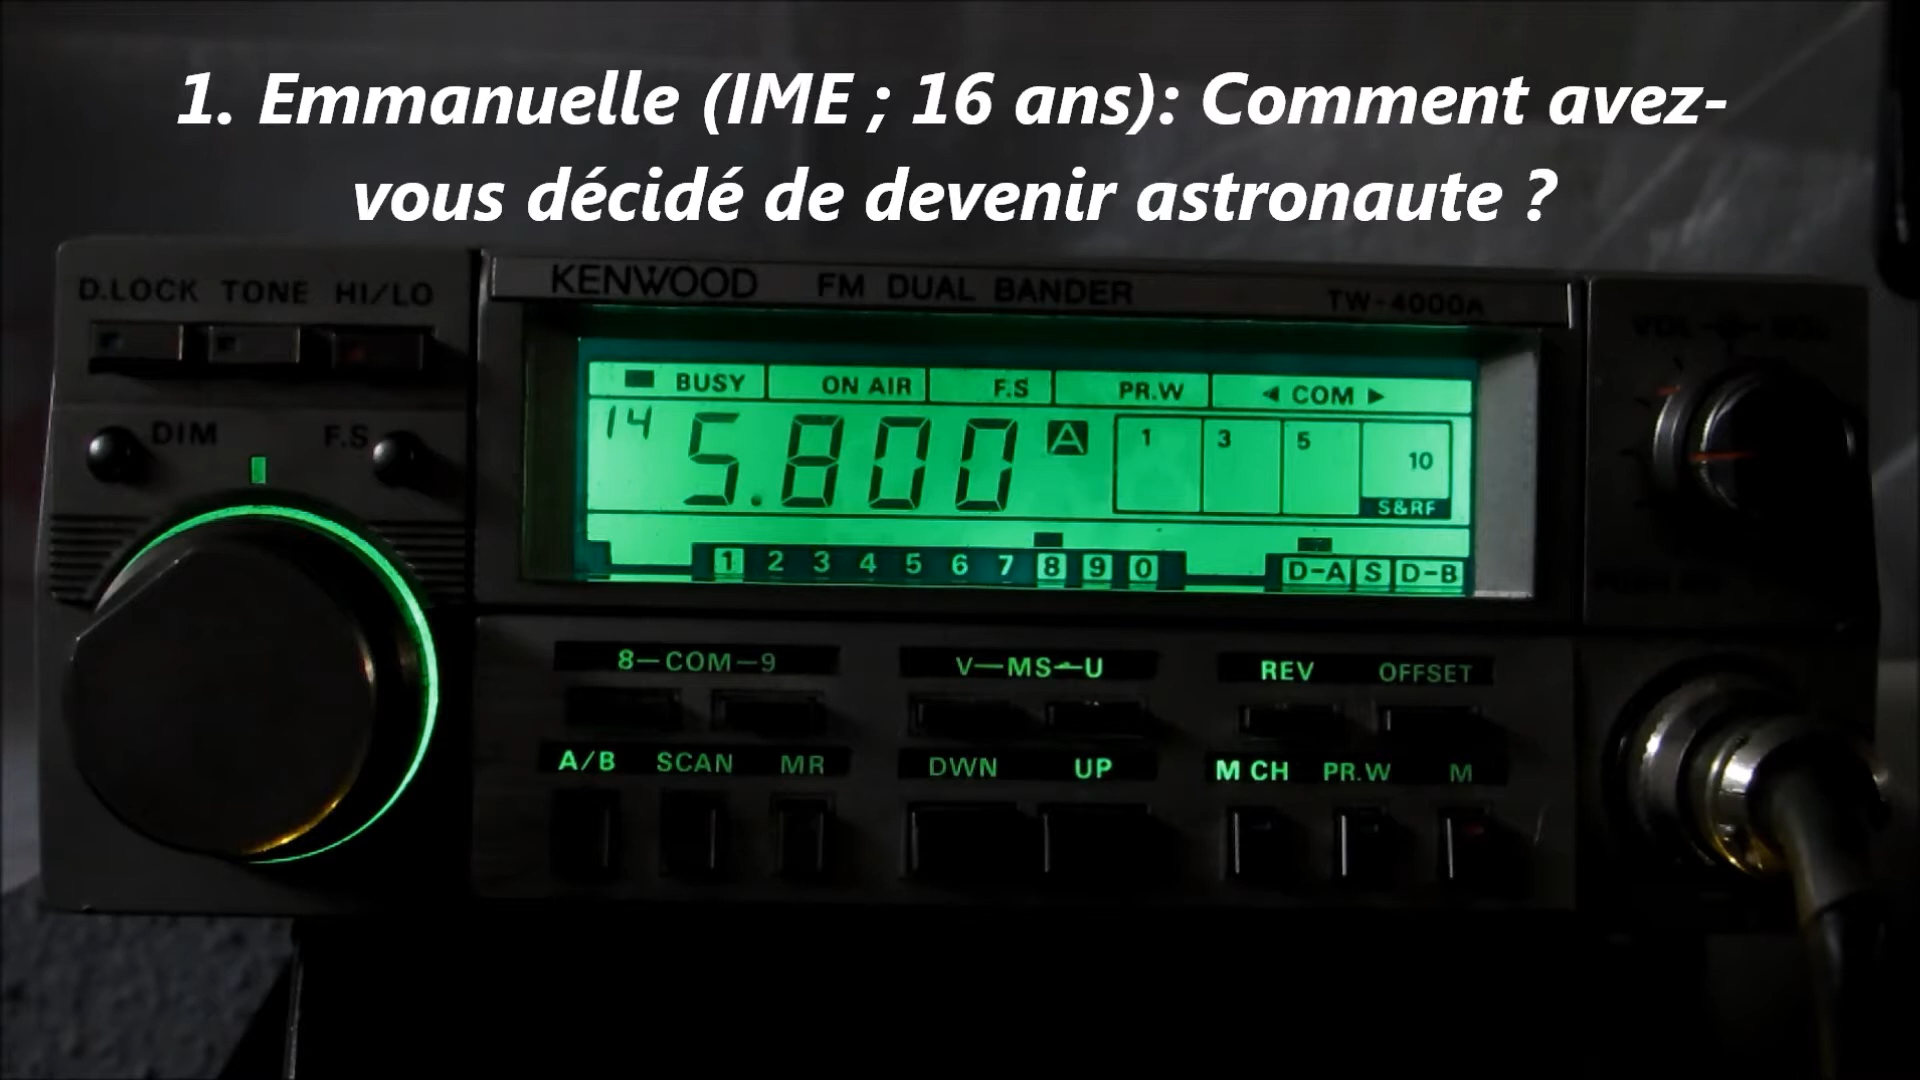 1. Emmanuelle (IME ; 16 ans): Comment avez-
vous décidé de devenir astronaute ?
D.LOCK TONE HI/LO
KENWOOD FM DUAL BANDER TW-4000A
BUSY ON AIR F.S PR.W ◄ COM ►
DIM F.S
14 5.800 A 1 3 5 10
S&RF
1 2 3 4 5 6 7 8 9 0 D-A S D-B
8-COM-9 V-MS-U REV OFFSET
A/B SCAN MR DWN UP M CH PR.W M